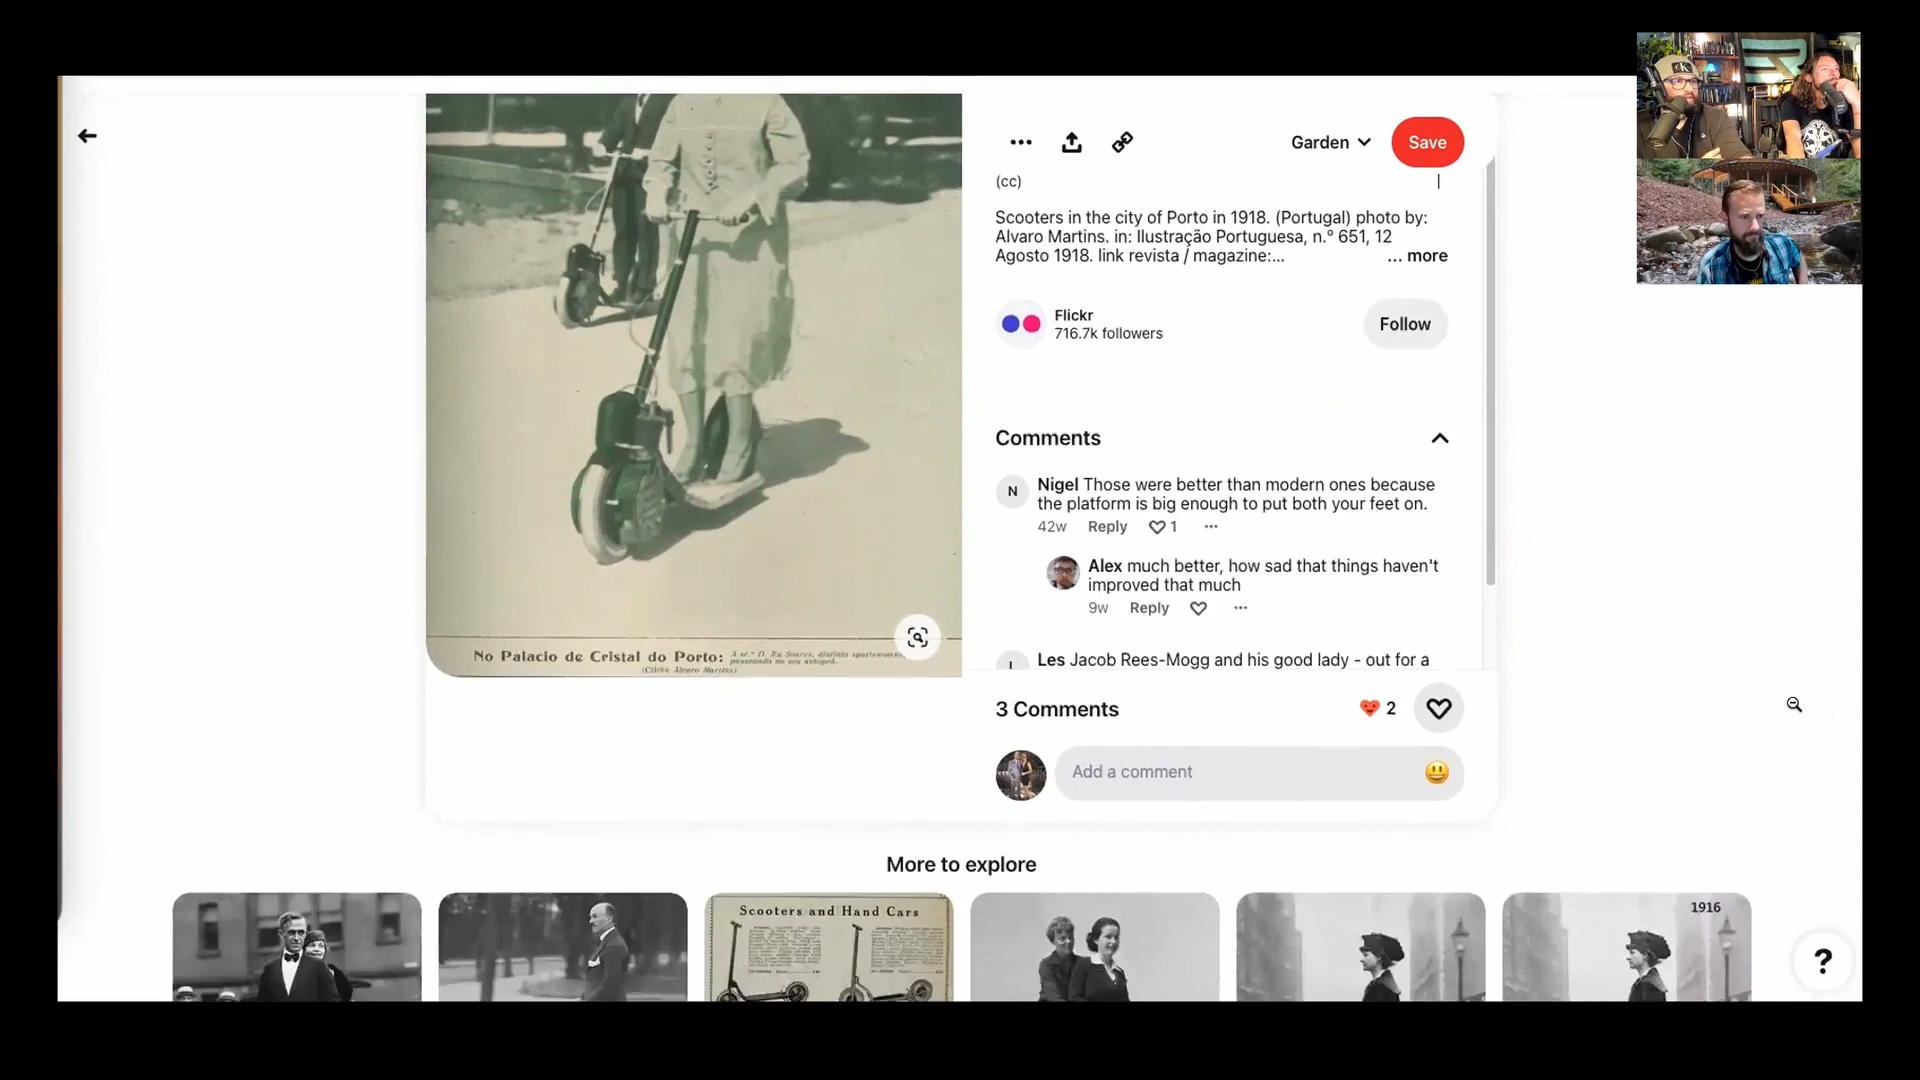 Garden
Save
(cc)
Scooters in the city of Porto in 1918. (Portugal) photo by:
Alvaro Martins. in: Ilustração Portuguesa, n.º 651, 12
Agosto 1918. link revista / magazine:...
... more
Flickr
716.7k followers
Follow
Comments
N
Nigel Those were better than modern ones because
the platform is big enough to put both your feet on.
42w Reply 1
Alex much better, how sad that things haven't
improved that much
9w Reply
Les Jacob Rees-Mogg and his good lady - out for a
3 Comments
2
Add a comment
No Palacio de Cristal do Porto:
(Cliché Alvaro Martins)
More to explore
Scooters and Hand Cars
1916
?